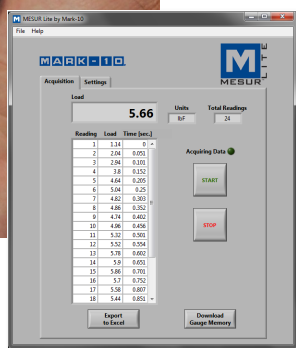 MESUR Lite by Mark-10
File Help
MARK-10
M
MESUR LITE
Acquisition Settings
Load
5.66
Units
lbF
Total Readings
24
Reading Load Time (sec.)
1 1.14 0
2 2.04 0.051
3 2.94 0.101
4 3.8 0.152
5 4.64 0.205
6 5.04 0.25
7 4.82 0.303
8 4.86 0.352
9 4.74 0.402
10 4.96 0.456
11 5.32 0.501
12 5.52 0.554
13 5.78 0.602
14 5.9 0.651
15 5.86 0.701
16 5.7 0.752
17 5.58 0.807
18 5.44 0.851
Acquiring Data
START
STOP
Export
to Excel
Download
Gauge Memory